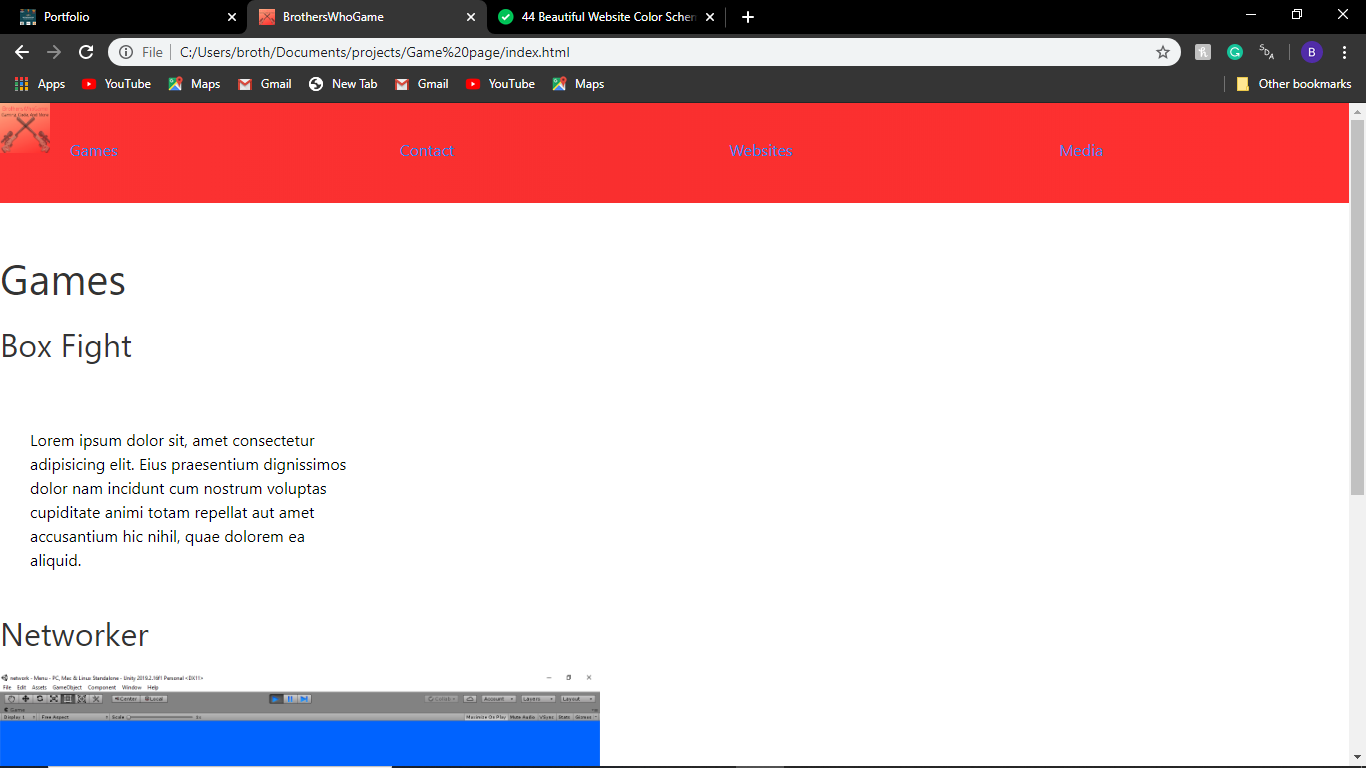 Portfolio
BrothersWhoGame
44 Beautiful Website Color Schem
File
C:/Users/broth/Documents/projects/Game%20page/index.html
B
Apps
YouTube
Maps
Gmail
New Tab
Gmail
YouTube
Maps
Other bookmarks
BrothersWhoGame
Games
Contact
Websites
Media
Games
Box Fight
Lorem ipsum dolor sit, amet consectetur
adipisicing elit. Eius praesentium dignissimos
dolor nam incidunt cum nostrum voluptas
cupiditate animi totam repellat aut amet
accusantium hic nihil, quae dolorem ea
aliquid.
Networker
network - Menu - PC, Mac & Linux Standalone - Unity 2019.2.16f1 Personal <DX11>
File Edit Assets GameObject Component Window Help
Center Local Collab Account Layers Layout
Game
Display 1 Free Aspect Scale 1x Maximize On Play Mute Audio VSync Stats Gizmos